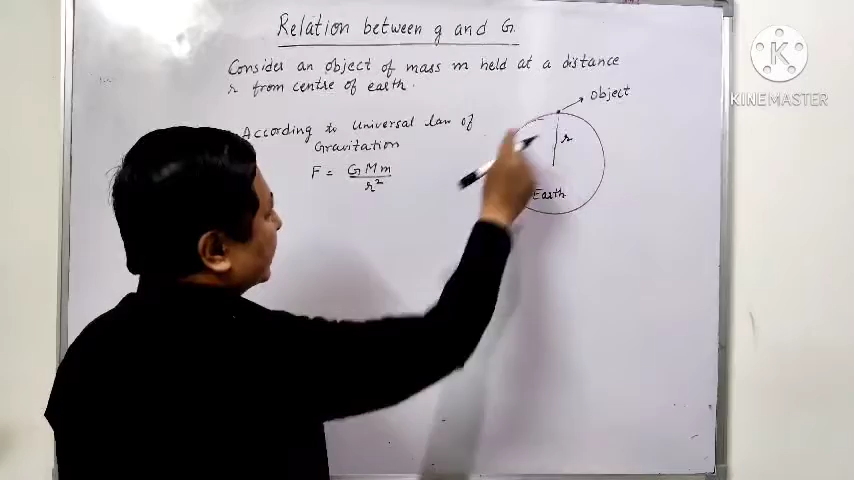 Relation between g and G
Consider an object of mass m held at a distance
r from centre of earth.
According to Universal law of
Gravitation
F = GMm
r²
Object
r
Earth
K
KINEMASTER